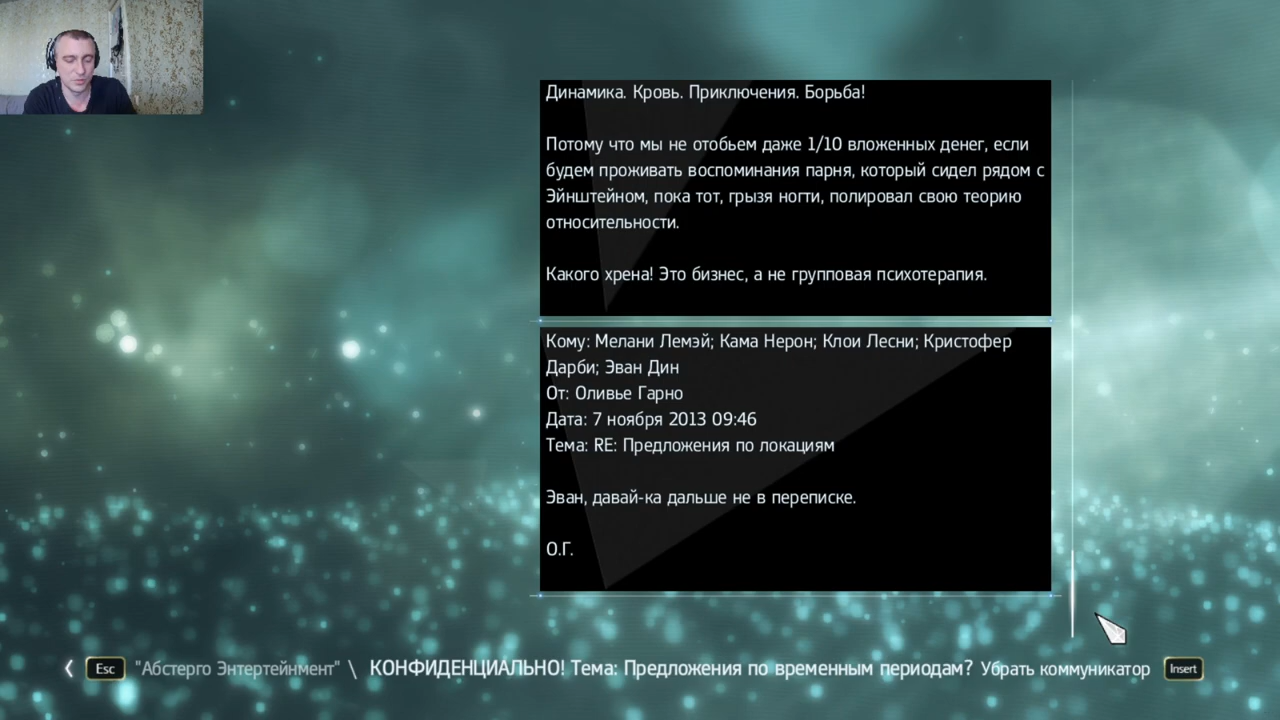 Динамика. Кровь. Приключения. Борьба!
Потому что мы не отобьем даже 1/10 вложенных денег, если
будем проживать воспоминания парня, который сидел рядом с
Эйнштейном, пока тот, грызя ногти, полировал свою теорию
относительности.
Какого хрена! Это бизнес, а не групповая психотерапия.
Кому: Мелани Лемэй; Кама Нерон; Клои Лесни; Кристофер
Дарби; Эван Дин
От: Оливье Гарно
Дата: 7 ноября 2013 09:46
Тема: RE: Предложения по локациям
Эван, давай-ка дальше не в переписке.
О.Г.
Esc "Абстерго Энтертейнмент" \ КОНФИДЕНЦИАЛЬНО! Тема: Предложения по временным периодам? Убрать коммуникатор Insert